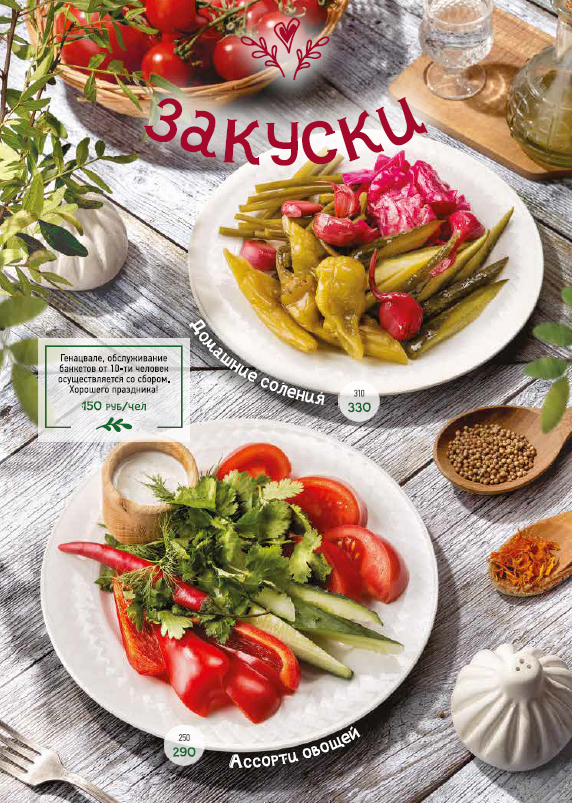 закуски
Домашние соления
310
330
Генацвале, обслуживание
банкетов от 10-ти человек
осуществляется со сбором.
Хорошего праздника!
150 РУБ/ЧЕЛ
250
290
Ассорти овощей